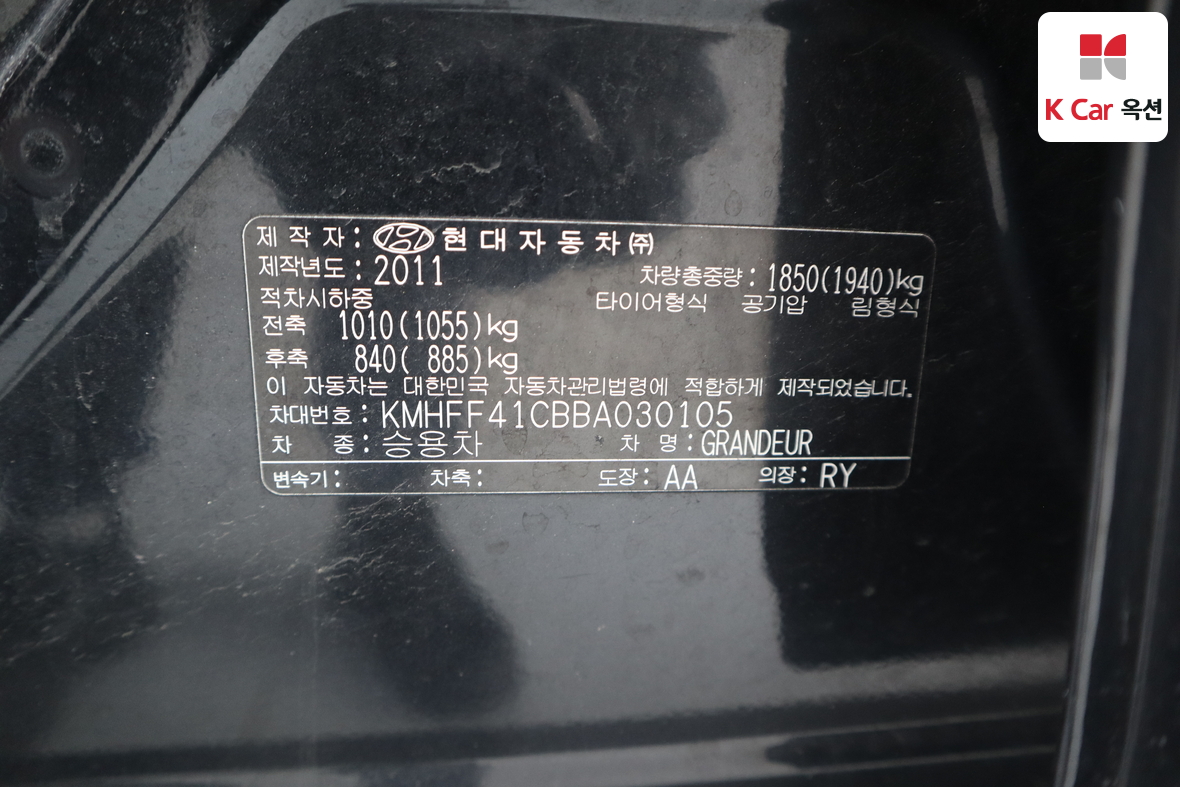 K Car 옥션
제 작 자 : 현 대 자 동 차 ㈜
제작년도 : 2011 차량총중량 : 1850(1940)kg
적차시하중 타이어형식 공기압 림형식
전축 1010(1055)kg
후축 840( 885)kg
이 자동차는 대한민국 자동차관리법령에 적합하게 제작되었습니다.
차대번호 : KMHFF41CBBA030105
차 종 : 승용차 차 명 : GRANDEUR
변속기 : 차축 : 도장 : AA 의장 : RY